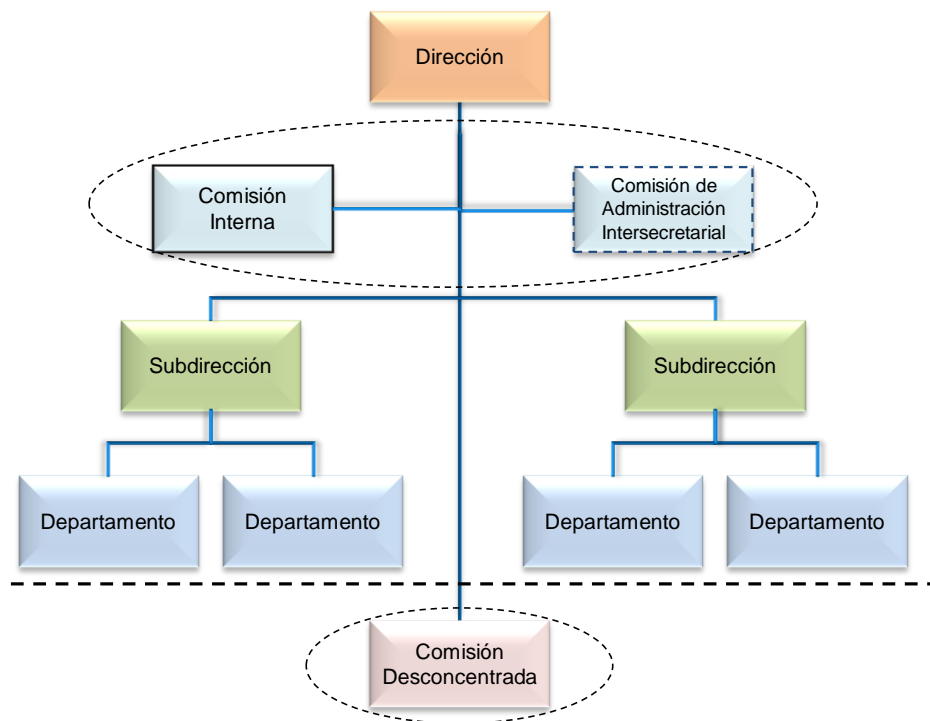 Dirección
Comisión
Interna
Comisión de
Administración
Intersecretarial
Subdirección
Subdirección
Departamento
Departamento
Departamento
Departamento
Comisión
Desconcentrada